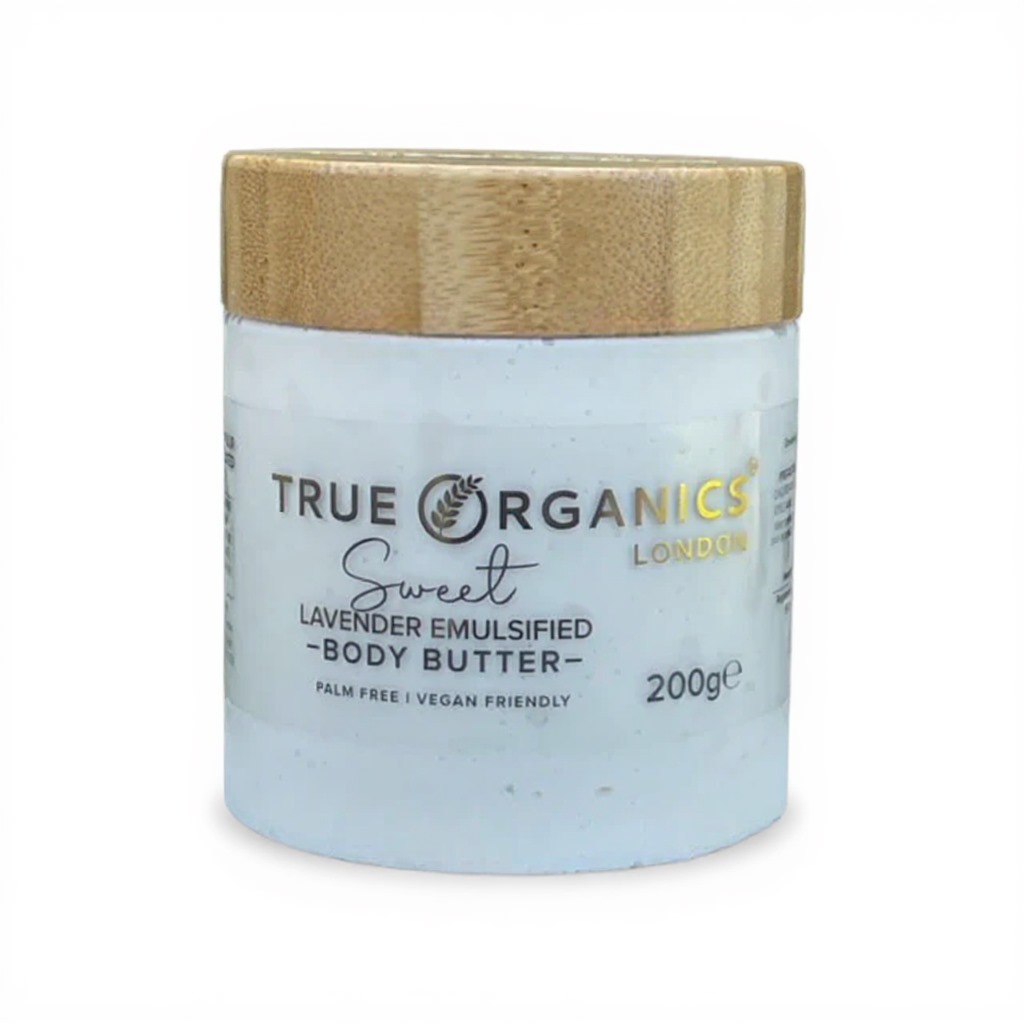 TRUE ORGANICS
LONDON
Sweet
LAVENDER EMULSIFIED
-BODY BUTTER-
PALM FREE | VEGAN FRIENDLY
200g℮